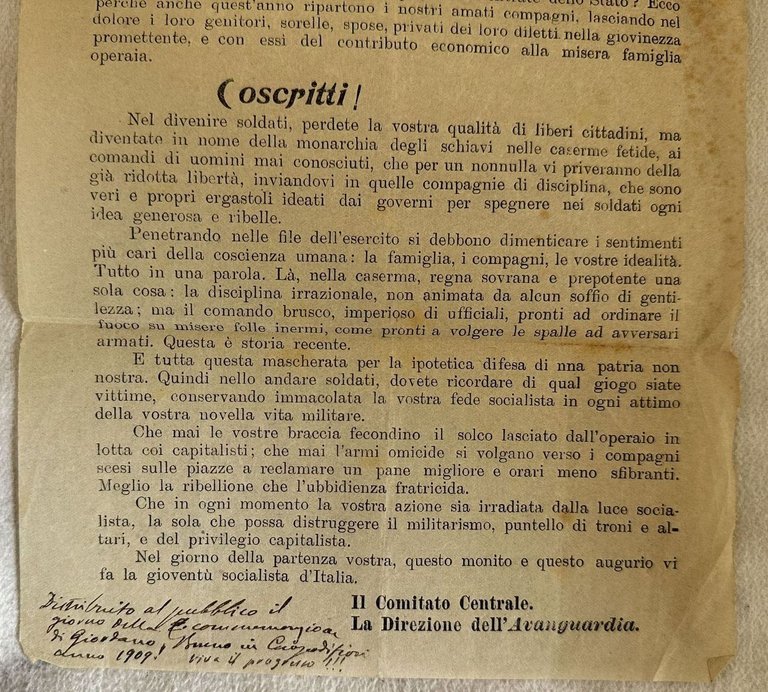 dello Stato? Ecco
perchè anche quest'anno ripartono i nostri amati compagni, lasciando nel
dolore i loro genitori, sorelle, spose, privati dei loro diletti nella giovinezza
promettente, e con essi del contributo economico alla misera famiglia
operaia.
Coscritti!
Nel divenire soldati, perdete la vostra qualità di liberi cittadini, ma
diventate in nome della monarchia degli schiavi nelle caserme fetide, ai
comandi di uomini mai conosciuti, che per un nonnulla vi priveranno della
già ridotta libertà, inviandovi in quelle compagnie di disciplina, che sono
veri e propri ergastoli ideati dai governi per spegnere nei soldati ogni
idea generosa e ribelle.
Penetrando nelle file dell'esercito si debbono dimenticare i sentimenti
più cari della coscienza umana: la famiglia, i compagni, le vostre idealità.
Tutto in una parola. Là, nella caserma, regna sovrana e prepotente una
sola cosa: la disciplina irrazionale, non animata da alcun soffio di genti-
lezza; ma il comando brusco, imperioso di ufficiali, pronti ad ordinare il
fuoco su misere folle inermi, come pronti a volgere le spalle ad avversari
armati. Questa è storia recente.
E tutta questa mascherata per la ipotetica difesa di nna patria non
nostra. Quindi nello andare soldati, dovete ricordare di qual giogo siate
vittime, conservando immacolata la vostra fede socialista in ogni attimo
della vostra novella vita militare.
Che mai le vostre braccia fecondino il solco lasciato dall'operaio in
lotta coi capitalisti; che mai l'armi omicide si volgano verso i compagni
scesi sulle piazze a reclamare un pane migliore e orari meno sfibranti.
Meglio la ribellione che l'ubbidienza fratricida.
Che in ogni momento la vostra azione sia irradiata dalla luce socia-
lista, la sola che possa distruggere il militarismo, puntello di troni e al-
tari, e del privilegio capitalista.
Nel giorno della partenza vostra, questo monito e questo augurio vi
fa la gioventù socialista d'Italia.
Il Comitato Centrale.
La Direzione dell'Avanguardia.
Distribuito al pubblico il
giorno della commemorazione
di Giordano Bruno in Campodifiori
anno 1909. Viva il progresso!!!